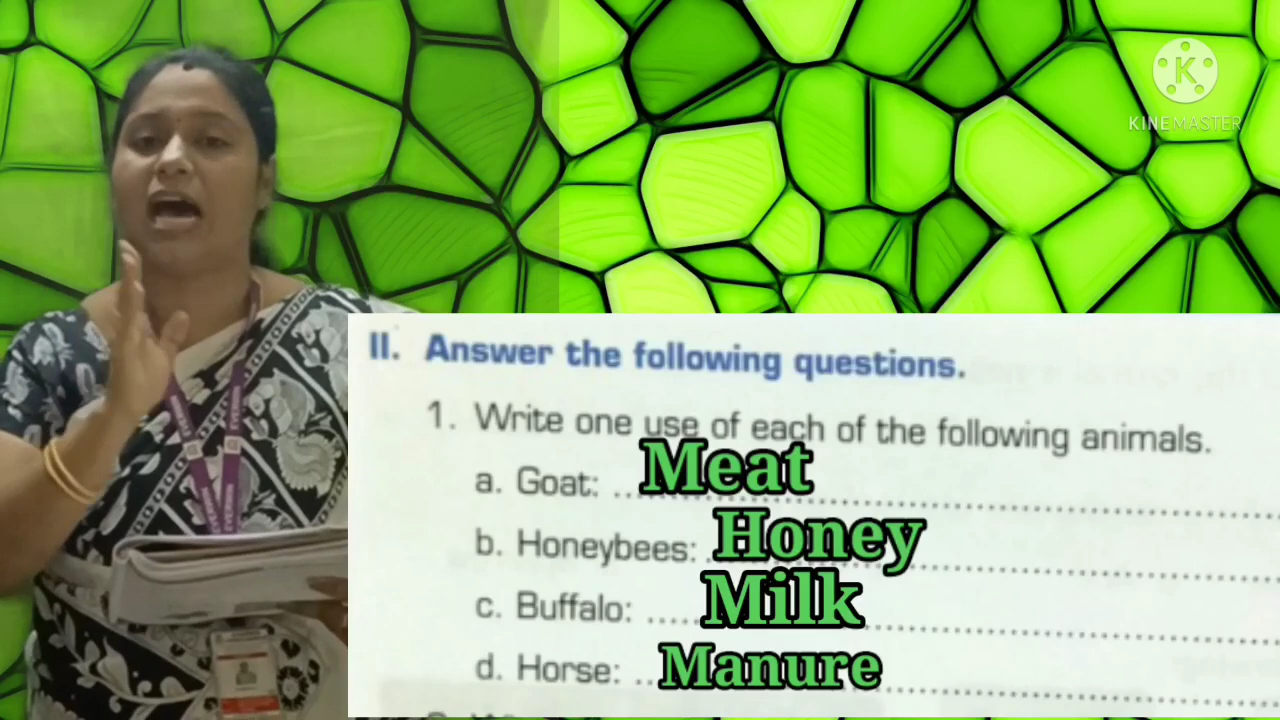 K
KINEMASTER
II. Answer the following questions.
1. Write one use of each of the following animals.
a. Goat: Meat
b. Honeybees: Honey
c. Buffalo: Milk
d. Horse: Manure